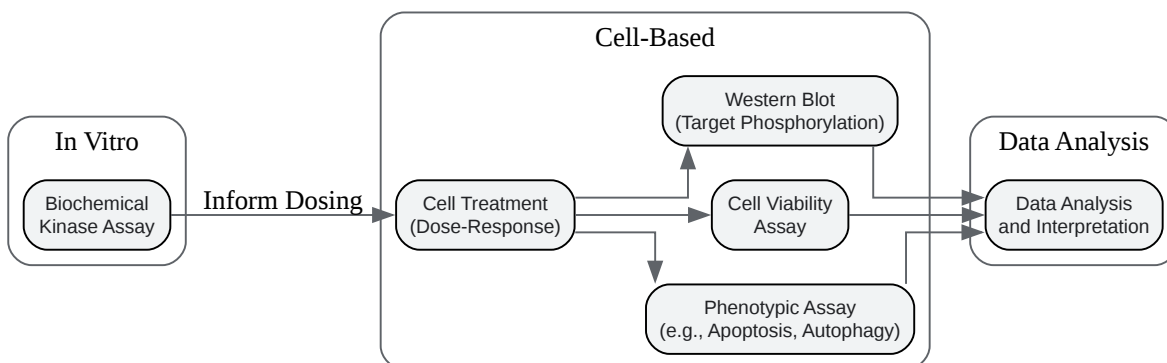 In Vitro
Biochemical
Kinase Assay
Inform Dosing
Cell-Based
Cell Treatment
(Dose-Response)
Western Blot
(Target Phosphorylation)
Cell Viability
Assay
Phenotypic Assay
(e.g., Apoptosis, Autophagy)
Data Analysis
Data Analysis
and Interpretation